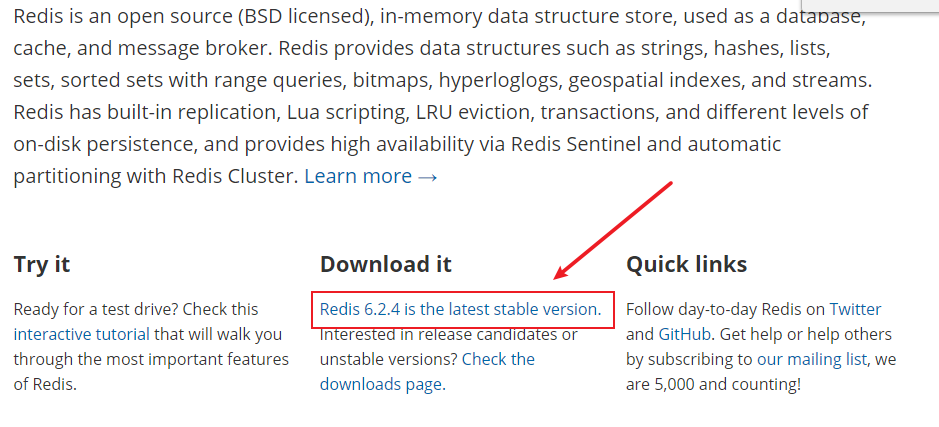 Redis is an open source (BSD licensed), in-memory data structure store, used as a database,
cache, and message broker. Redis provides data structures such as strings, hashes, lists,
sets, sorted sets with range queries, bitmaps, hyperloglogs, geospatial indexes, and streams.
Redis has built-in replication, Lua scripting, LRU eviction, transactions, and different levels of
on-disk persistence, and provides high availability via Redis Sentinel and automatic
partitioning with Redis Cluster. Learn more →
Try it
Ready for a test drive? Check this
interactive tutorial that will walk you
through the most important features
of Redis.
Download it
Redis 6.2.4 is the latest stable version.
Interested in release candidates or
unstable versions? Check the
downloads page.
Quick links
Follow day-to-day Redis on Twitter
and GitHub. Get help or help others
by subscribing to our mailing list, we
are 5,000 and counting!